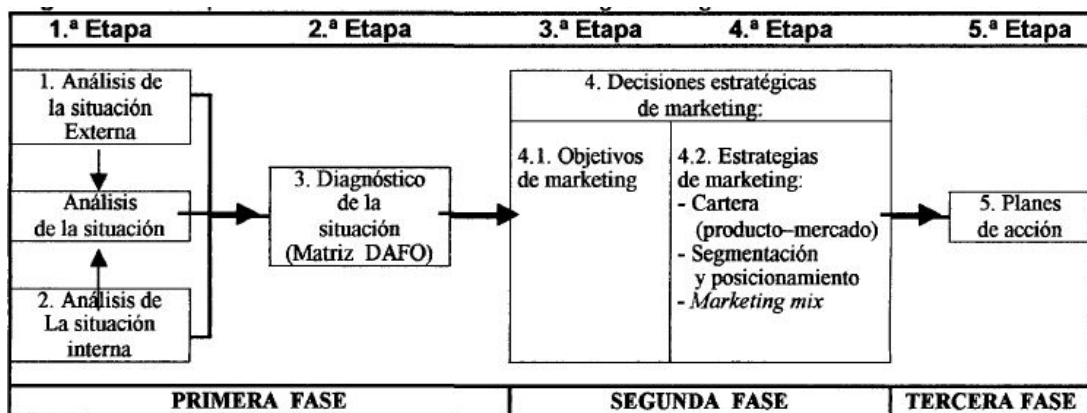 1.ª Etapa
2.ª Etapa
3.ª Etapa
4.ª Etapa
5.ª Etapa
1. Análisis de
la situación
Externa
Análisis
de la situación
2. Análisis de
La situación
interna
3. Diagnóstico
de la
situación
(Matriz DAFO)
4. Decisiones estratégicas
de marketing:
4.1. Objetivos
de marketing
4.2. Estrategias
de marketing:
- Cartera
(producto–mercado)
- Segmentación
y posicionamiento
- Marketing mix
5. Planes
de acción
PRIMERA FASE
SEGUNDA FASE
TERCERA FASE